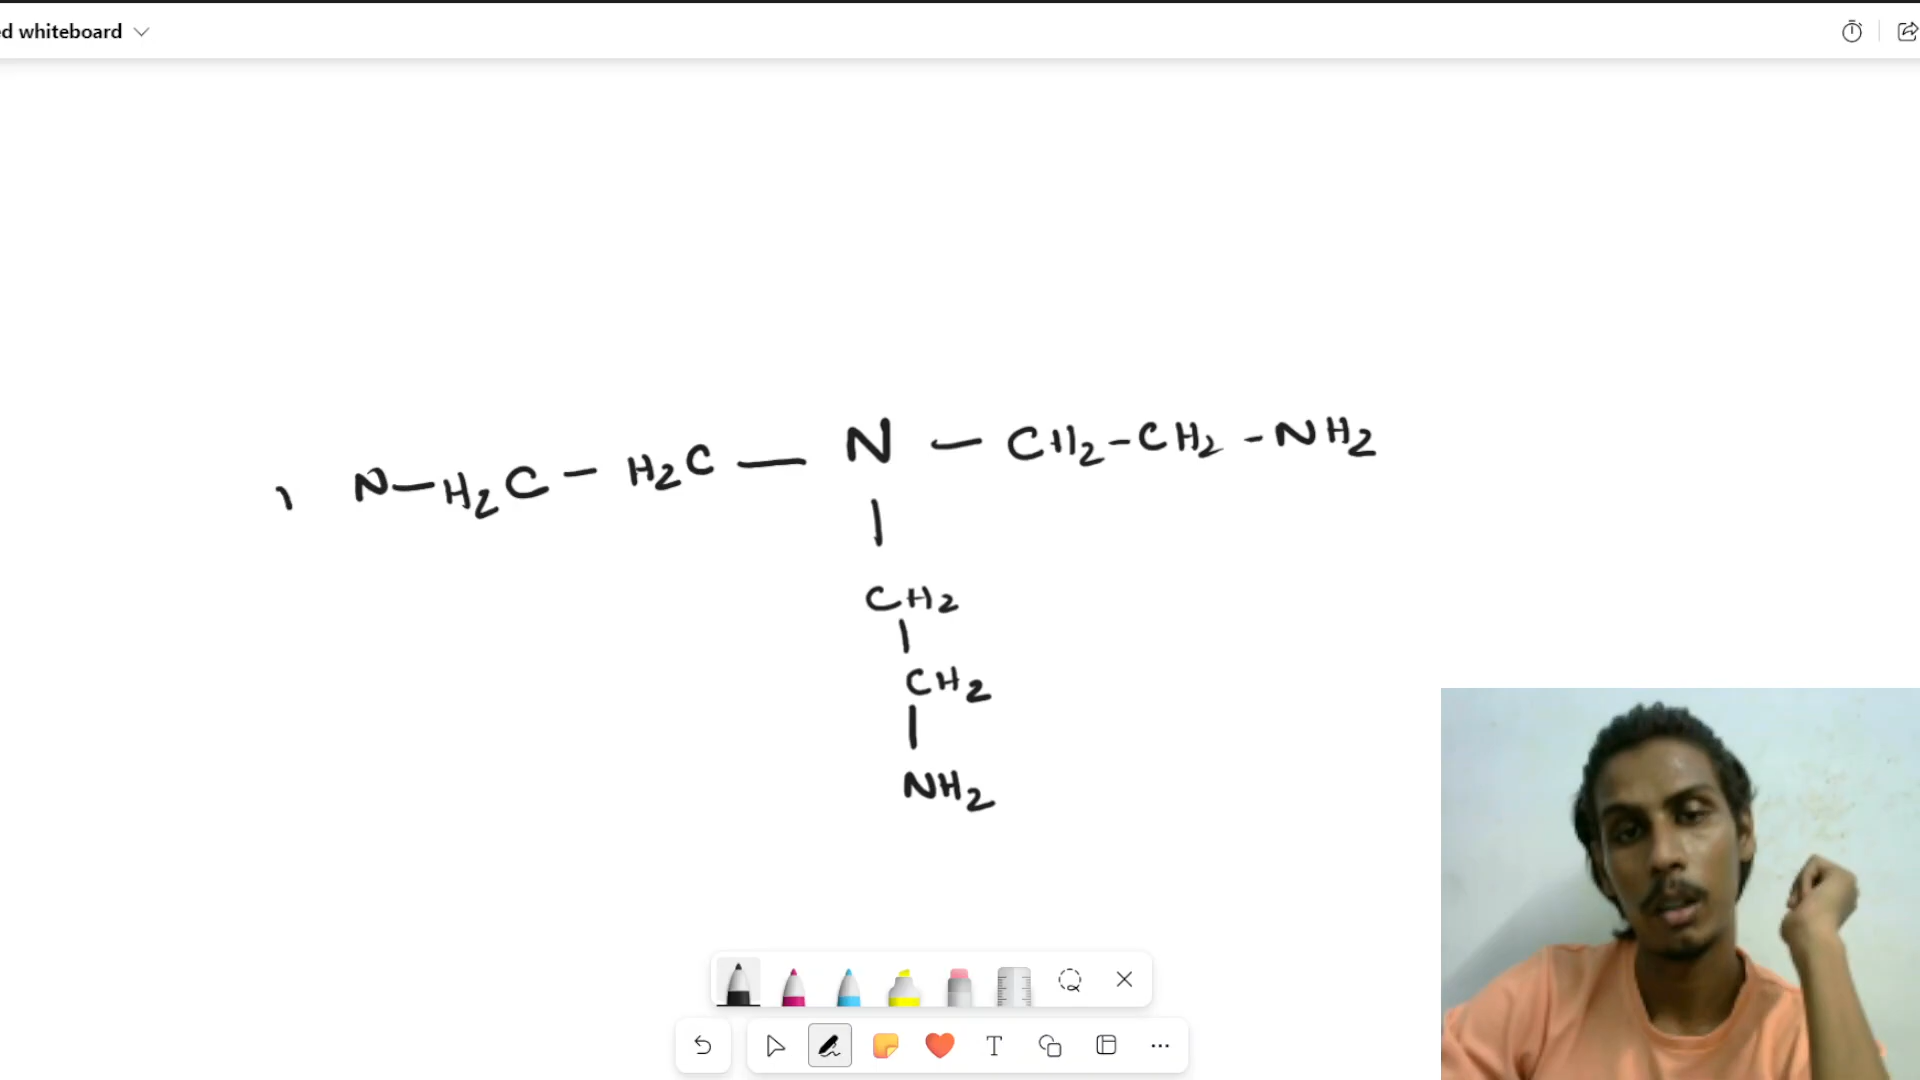 d whiteboard
N-H2C - H2C — N — CH2-CH2-NH2
|
CH2
|
CH2
|
NH2